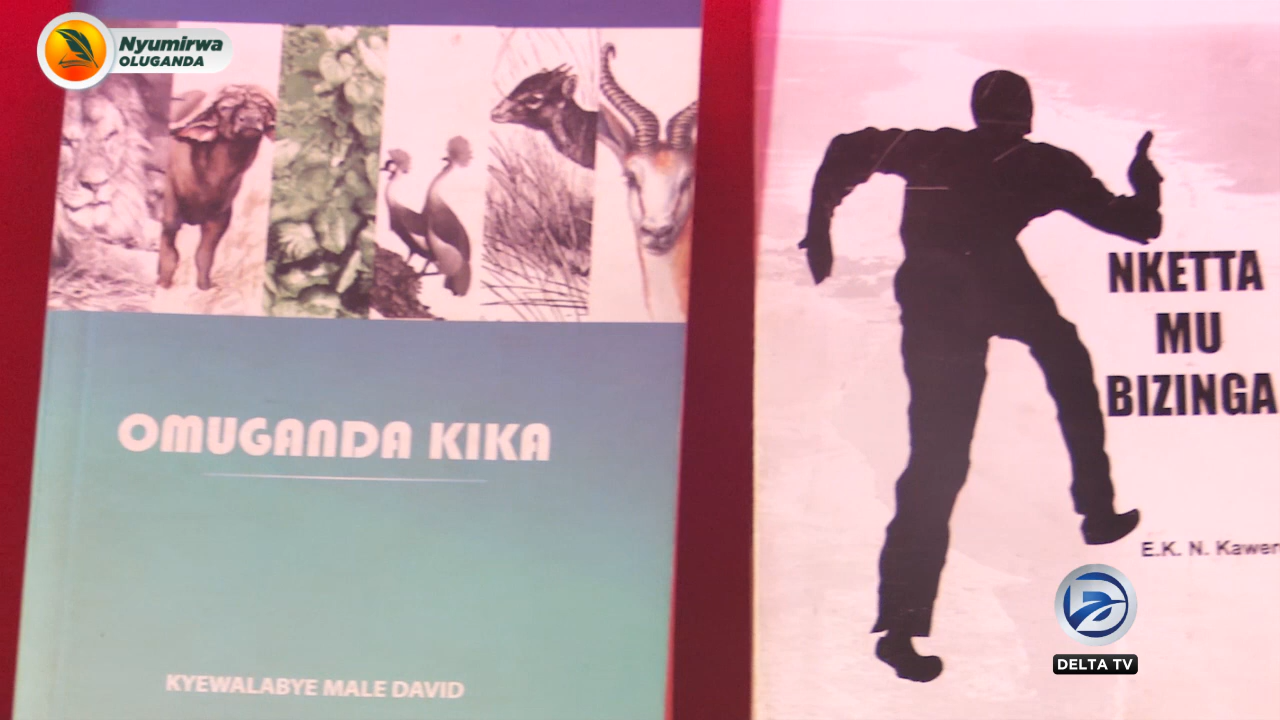 Nyumirwa
OLUGANDA
OMUGANDA KIKA
KYEWALABYE MALE DAVID
NKETTA
MU
BIZINGA
E.K. N.
DELTA TV